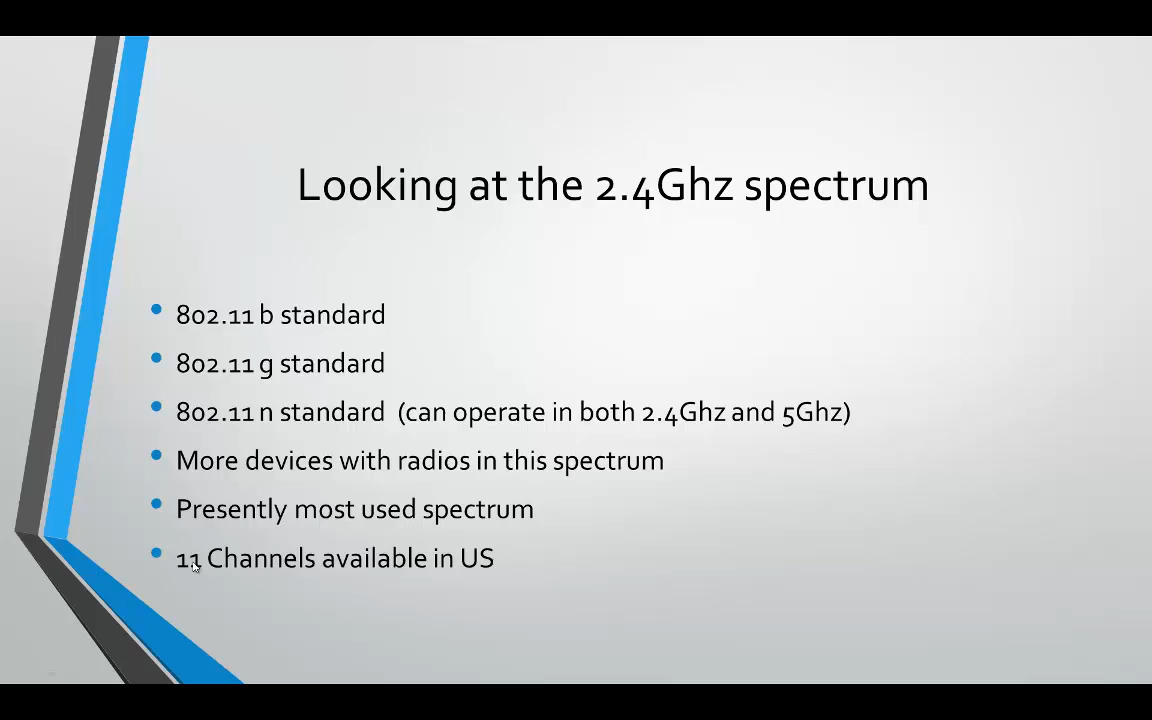 Looking at the 2.4Ghz spectrum
802.11 b standard
802.11 g standard
802.11 n standard (can operate in both 2.4Ghz and 5Ghz)
More devices with radios in this spectrum
Presently most used spectrum
11 Channels available in US